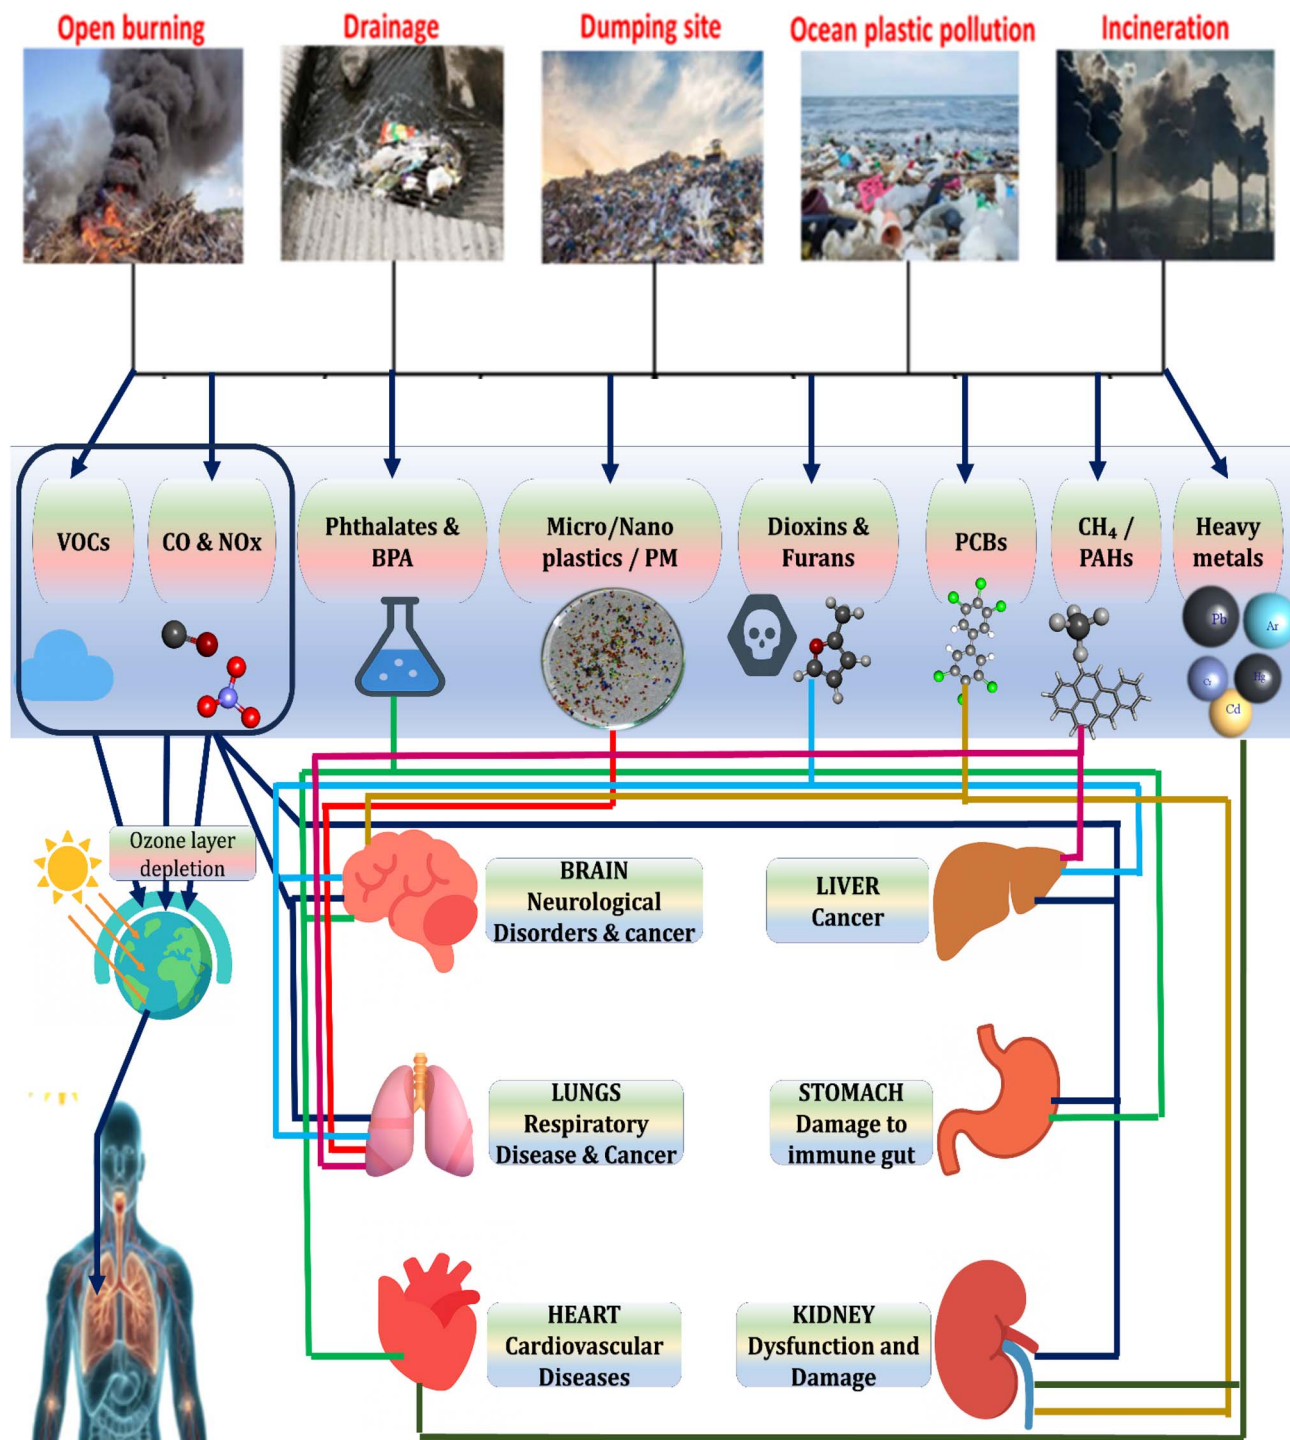 Open burning
Drainage
Dumping site
Ocean plastic pollution
Incineration
VOCs
CO & NOx
Phthalates &
BPA
Micro/Nano
plastics / PM
Dioxins &
Furans
PCBs
CH₄ /
PAHs
Heavy
metals
Pb
Ar
Cr
Hg
Cd
Ozone layer
depletion
BRAIN
Neurological
Disorders & cancer
LIVER
Cancer
LUNGS
Respiratory
Disease & Cancer
STOMACH
Damage to
immune gut
HEART
Cardiovascular
Diseases
KIDNEY
Dysfunction and
Damage